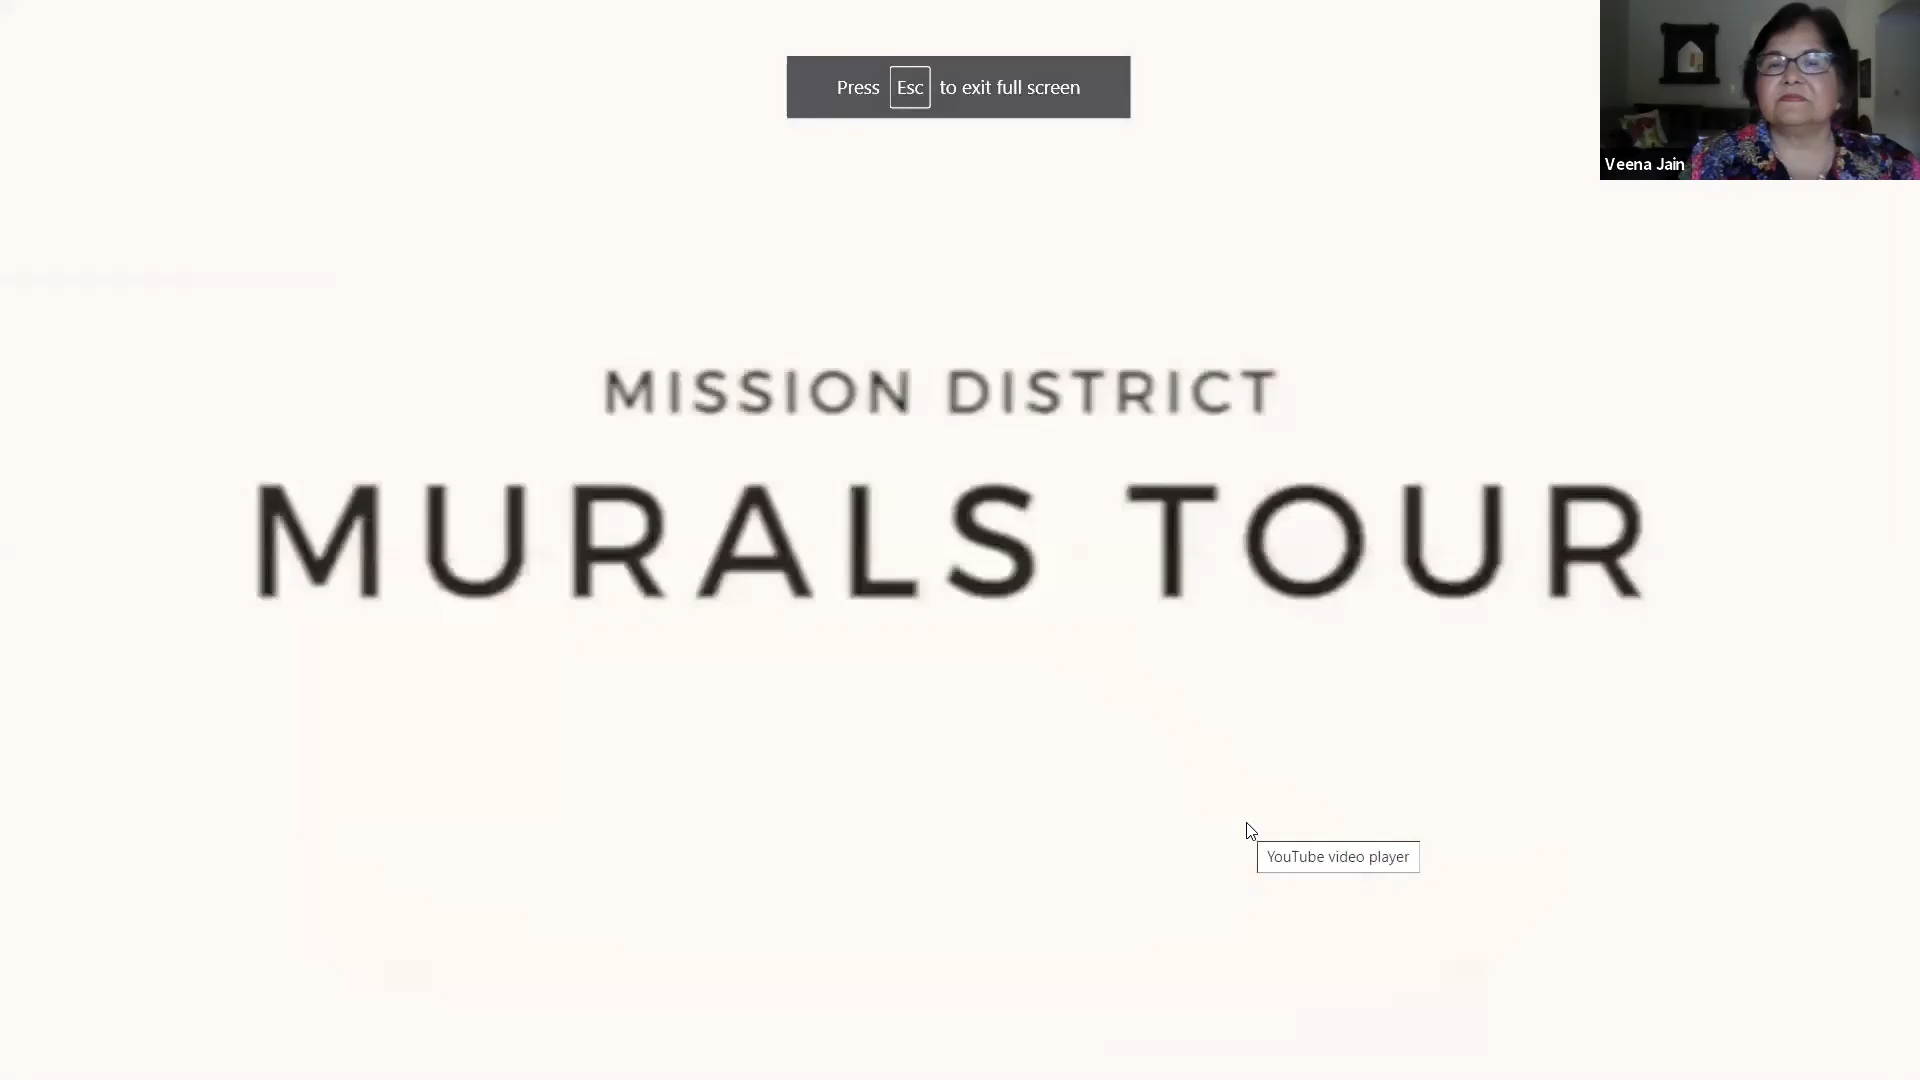 Press Esc to exit full screen
Veena Jain
MISSION DISTRICT
MURALS TOUR
YouTube video player